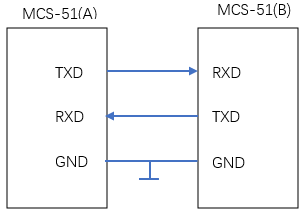 MCS-51(A) MCS-51(B)
TXD RXD
RXD TXD
GND GND